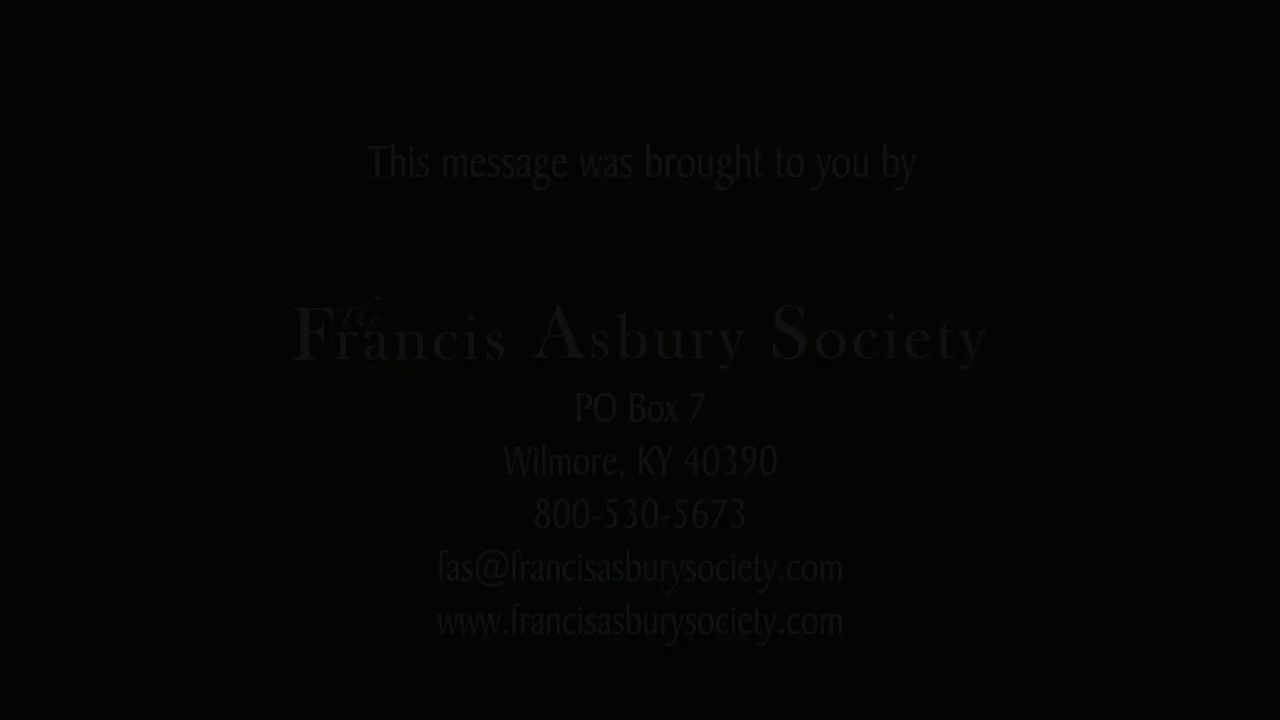 This message was brought to you by
The Francis Asbury Society
PO Box 7
Wilmore, KY 40390
800-530-5673
fas@francisasburysociety.com
www.francisasburysociety.com